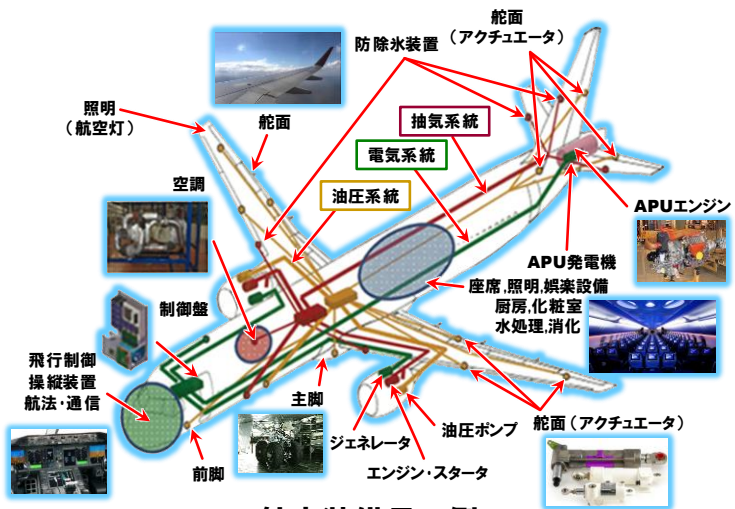 舵面
（アクチュエータ）
防除氷装置
照明
（航空灯）
舵面
抽気系統
電気系統
油圧系統
空調
APUエンジン
APU発電機
座席,照明,娯楽設備
厨房,化粧室
水処理,消化
制御盤
飛行制御
操縦装置
航法・通信
主脚
ジェネレータ
油圧ポンプ
舵面（アクチュエータ）
前脚
エンジン・スタータ